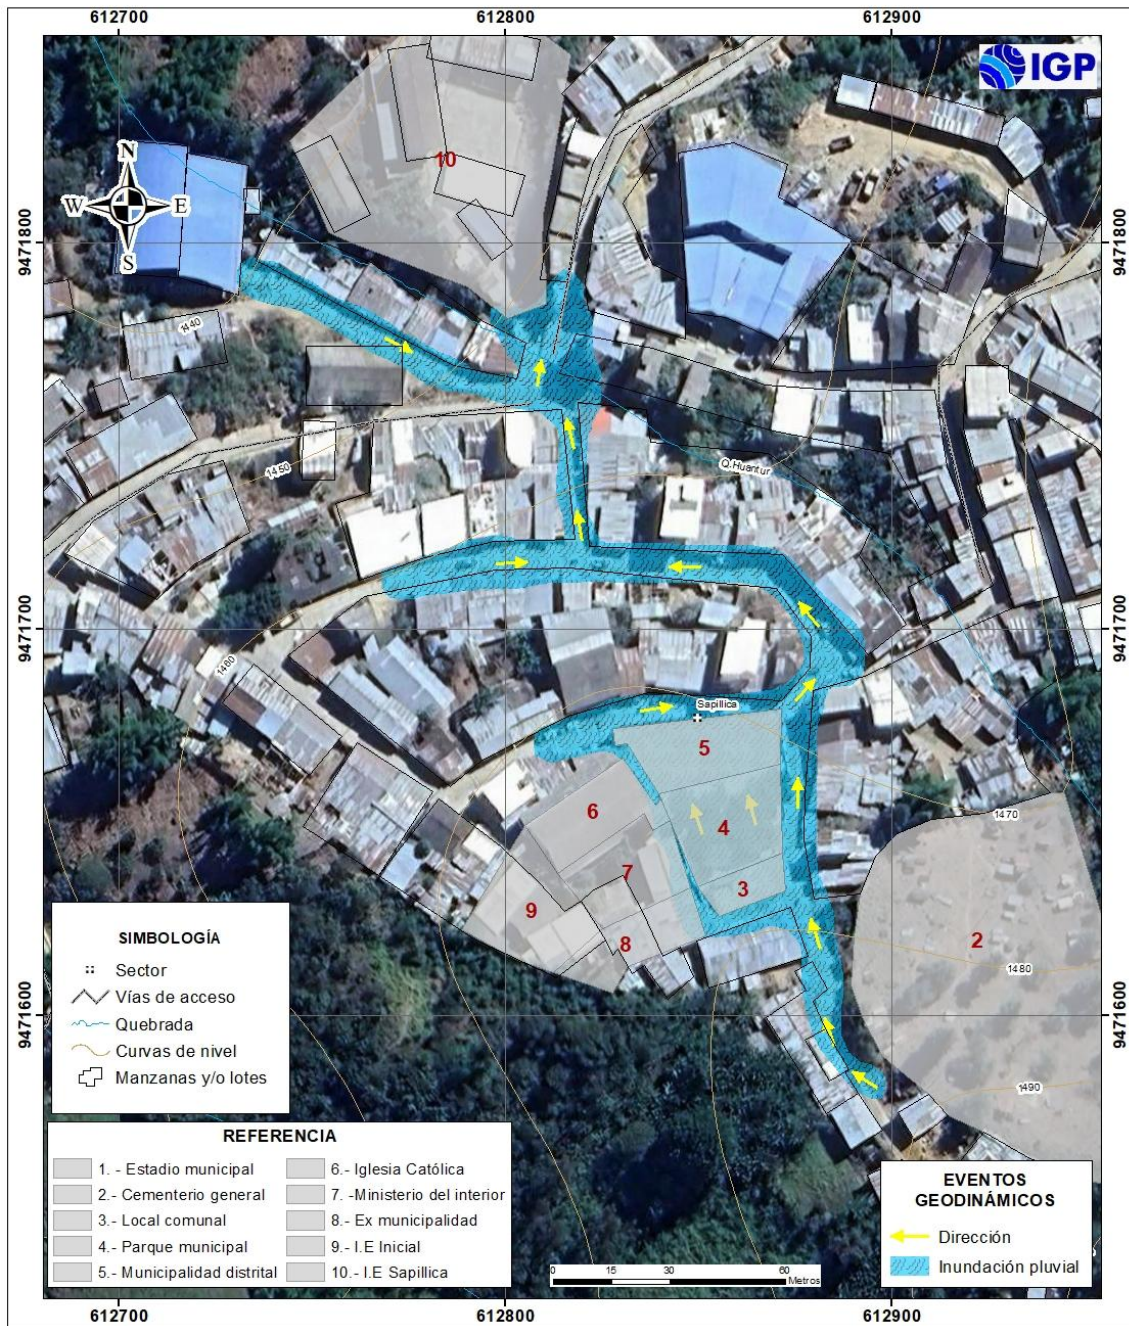 612700 612800 612900
IGP
N
W E
S
10
9471800 9471800
1440
1450
Q.Huantur
9471700 9471700
1460
Sapillica
5
6
4
1470
7
3
9
2
8
1480
9471600 9471600
1490
SIMBOLOGÍA
Sector
Vías de acceso
Quebrada
Curvas de nivel
Manzanas y/o lotes
REFERENCIA
1. - Estadio municipal
2.- Cementerio general
3.- Local comunal
4.- Parque municipal
5.- Municipalidad distrital
6.- Iglesia Católica
7. -Ministerio del interior
8.- Ex municipalidad
9.- I.E Inicial
10.- I.E Sapillica
0 15 30 60
Metros
EVENTOS
GEODINÁMICOS
Dirección
Inundación pluvial
612700 612800 612900